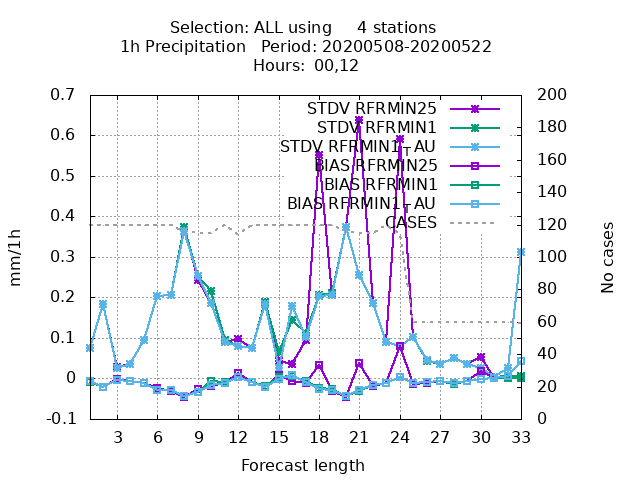 Selection: ALL using 4 stations
1h Precipitation Period: 20200508-20200522
Hours: 00,12
STDV RFRMIN25
STDV RFRMIN1
STDV RFRMIN1_AU
BIAS RFRMIN25
BIAS RFRMIN1
BIAS RFRMIN1_AU
CASES
mm/1h
0.7
0.6
0.5
0.4
0.3
0.2
0.1
0
-0.1
No cases
200
180
160
140
120
100
80
60
40
20
0
3 6 9 12 15 18 21 24 27 30 33
Forecast length